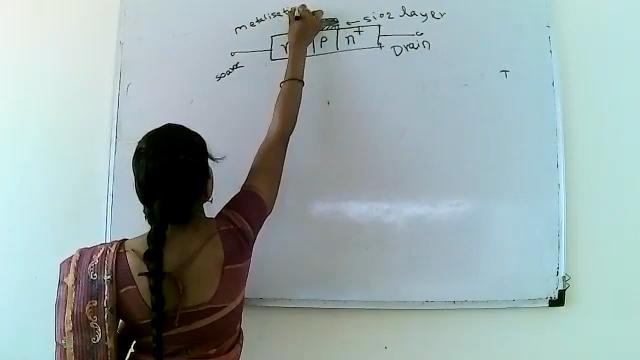 metalisation
sio2 layer
n P n+
Drain
source
T